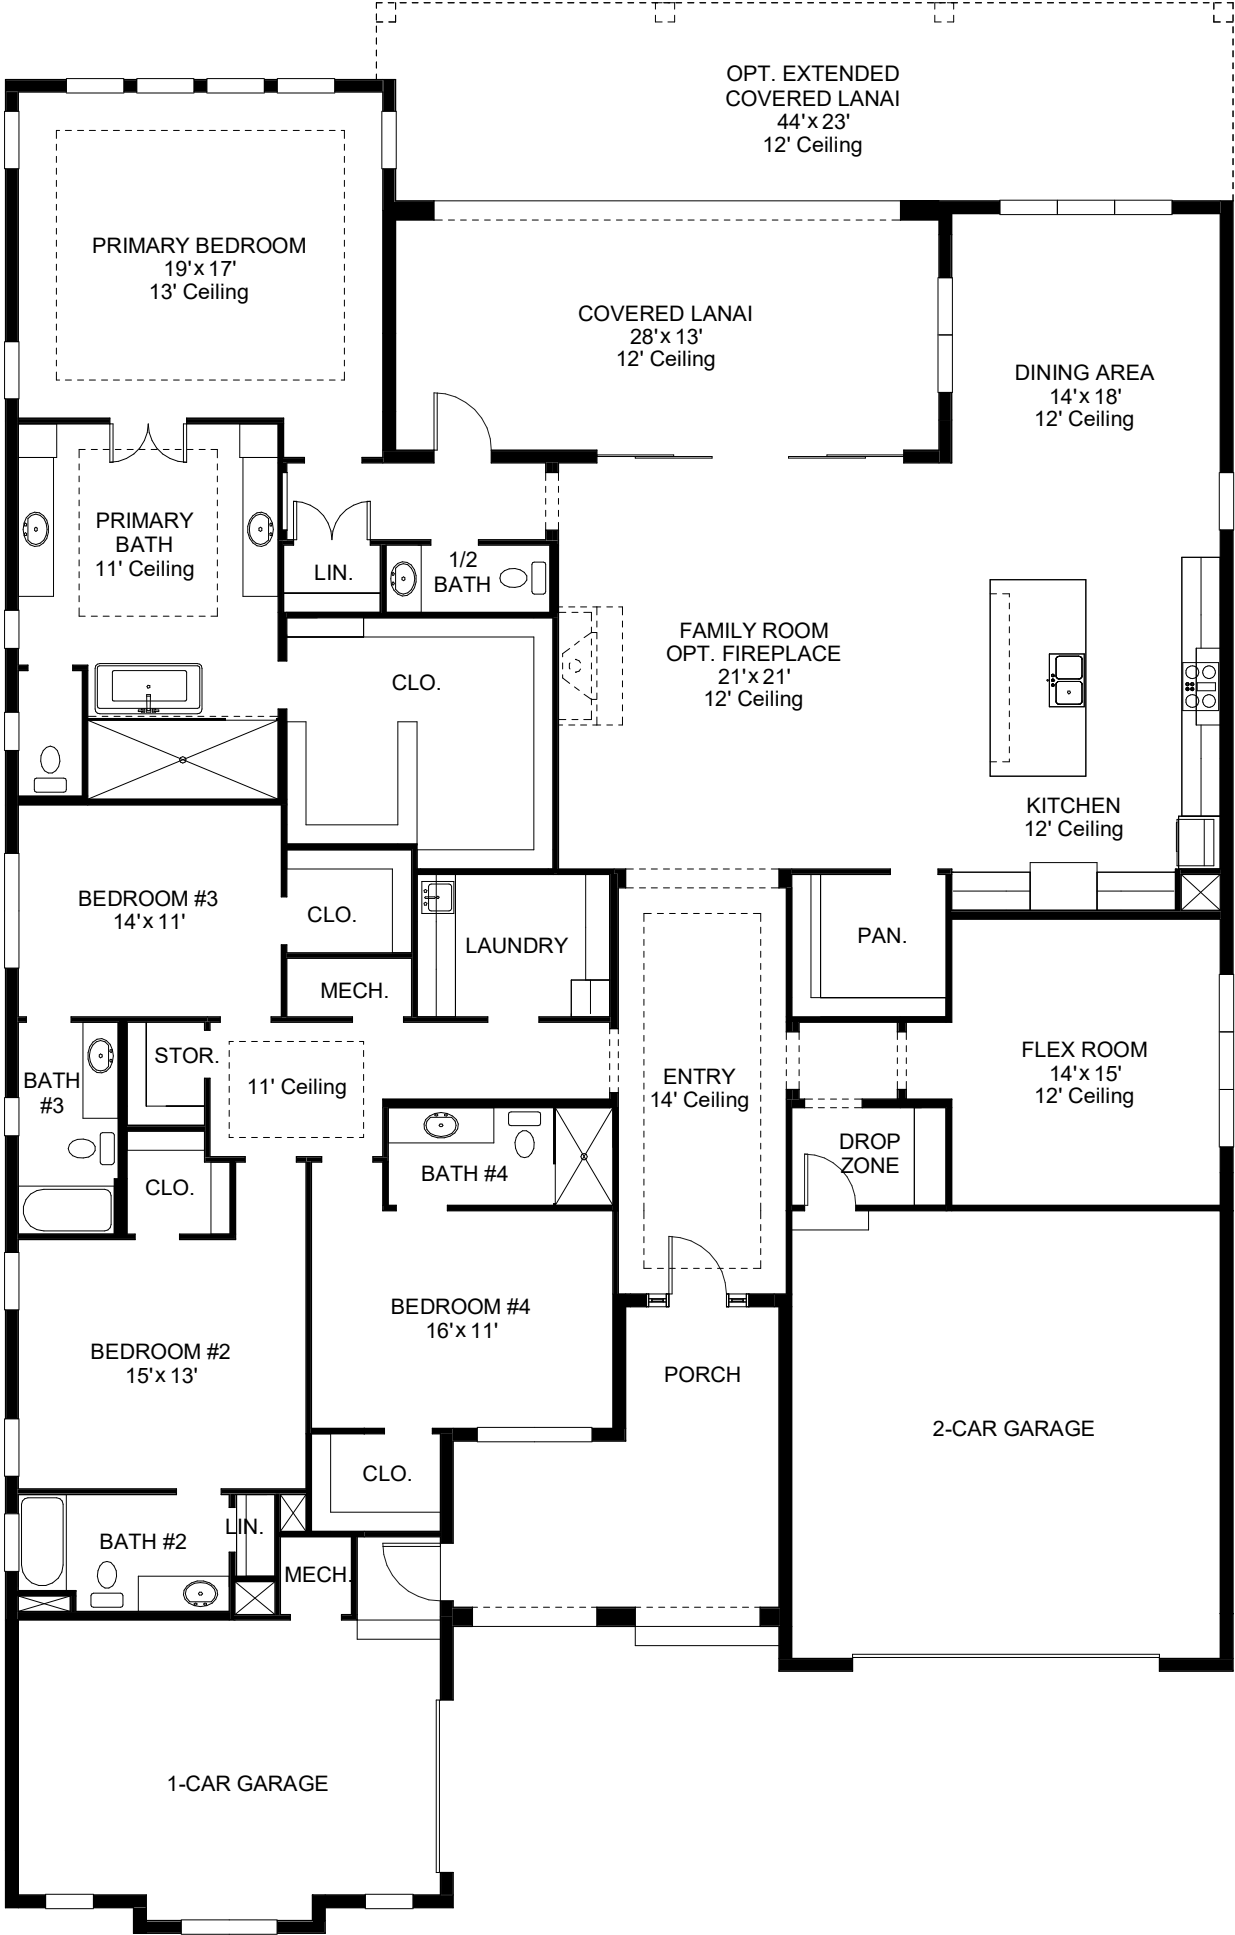 OPT. EXTENDED
COVERED LANAI
44'x 23'
12' Ceiling
PRIMARY BEDROOM
19'x 17'
13' Ceiling
COVERED LANAI
28'x 13'
12' Ceiling
DINING AREA
14'x 18'
12' Ceiling
PRIMARY
BATH
11' Ceiling
LIN.
1/2
BATH
FAMILY ROOM
OPT. FIREPLACE
21'x 21'
12' Ceiling
CLO.
KITCHEN
12' Ceiling
BEDROOM #3
14'x 11'
CLO.
LAUNDRY
PAN.
MECH.
STOR.
BATH
#3
11' Ceiling
ENTRY
14' Ceiling
FLEX ROOM
14'x 15'
12' Ceiling
DROP
ZONE
BATH #4
CLO.
BEDROOM #4
16'x 11'
BEDROOM #2
15'x 13'
PORCH
2-CAR GARAGE
CLO.
LIN.
BATH #2
MECH.
1-CAR GARAGE